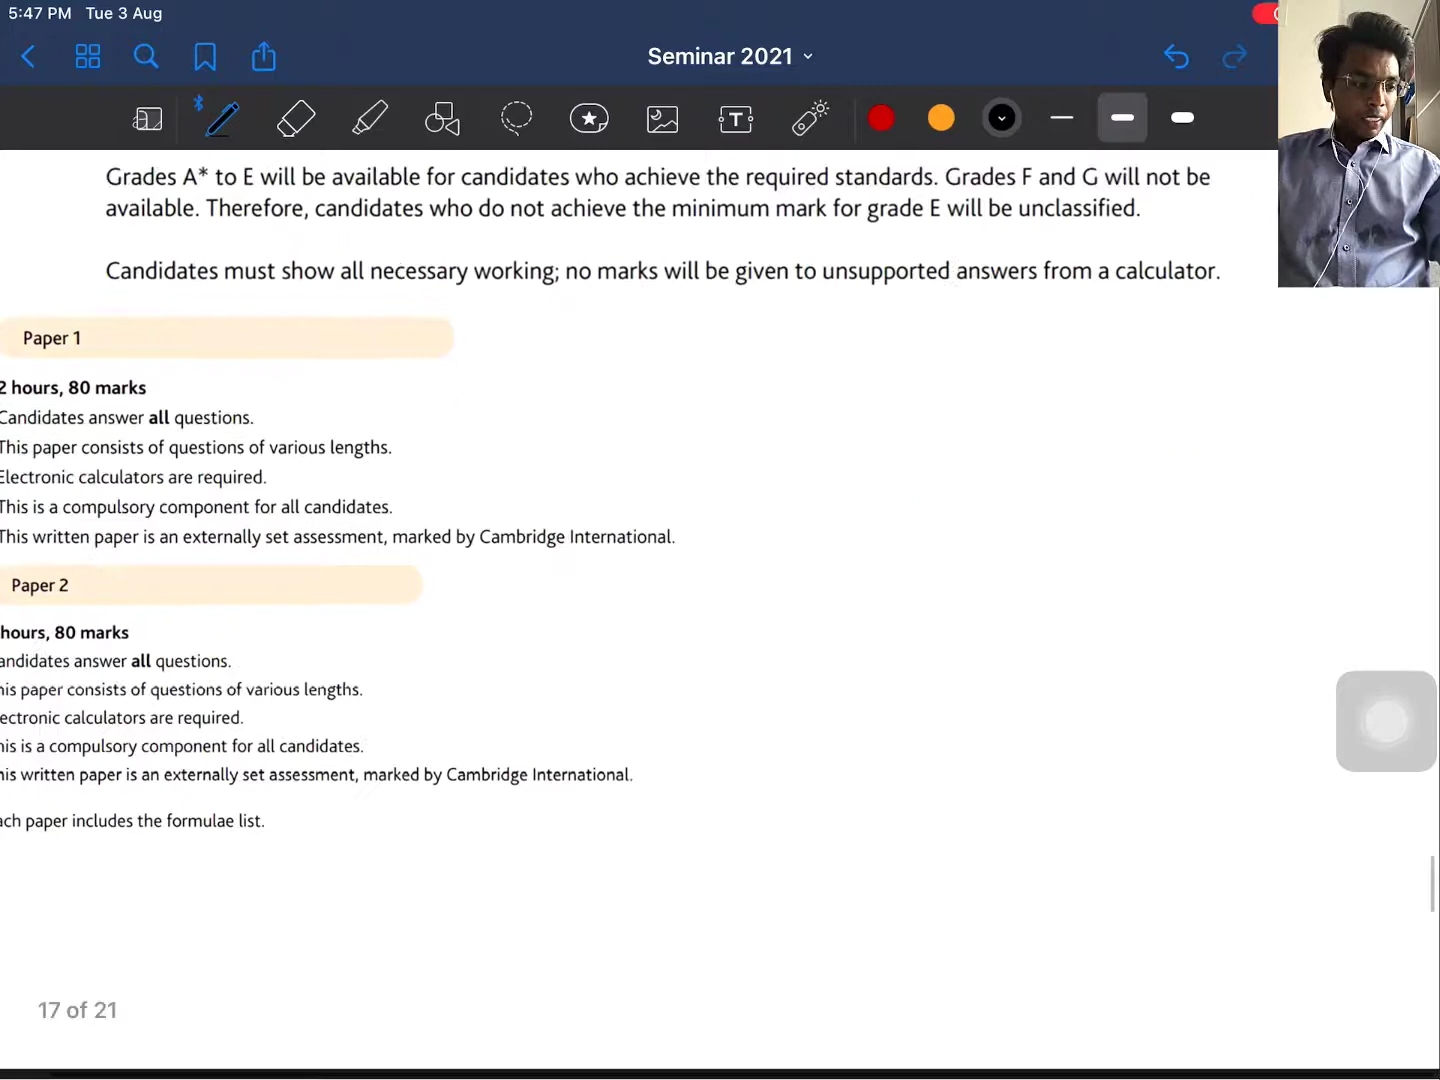 5:47 PM Tue 3 Aug
Seminar 2021
T
Grades A* to E will be available for candidates who achieve the required standards. Grades F and G will not be
available. Therefore, candidates who do not achieve the minimum mark for grade E will be unclassified.
Candidates must show all necessary working; no marks will be given to unsupported answers from a calculator.
Paper 1
2 hours, 80 marks
Candidates answer all questions.
This paper consists of questions of various lengths.
Electronic calculators are required.
This is a compulsory component for all candidates.
This written paper is an externally set assessment, marked by Cambridge International.
Paper 2
hours, 80 marks
andidates answer all questions.
his paper consists of questions of various lengths.
ectronic calculators are required.
his is a compulsory component for all candidates.
his written paper is an externally set assessment, marked by Cambridge International.
ach paper includes the formulae list.
17 of 21